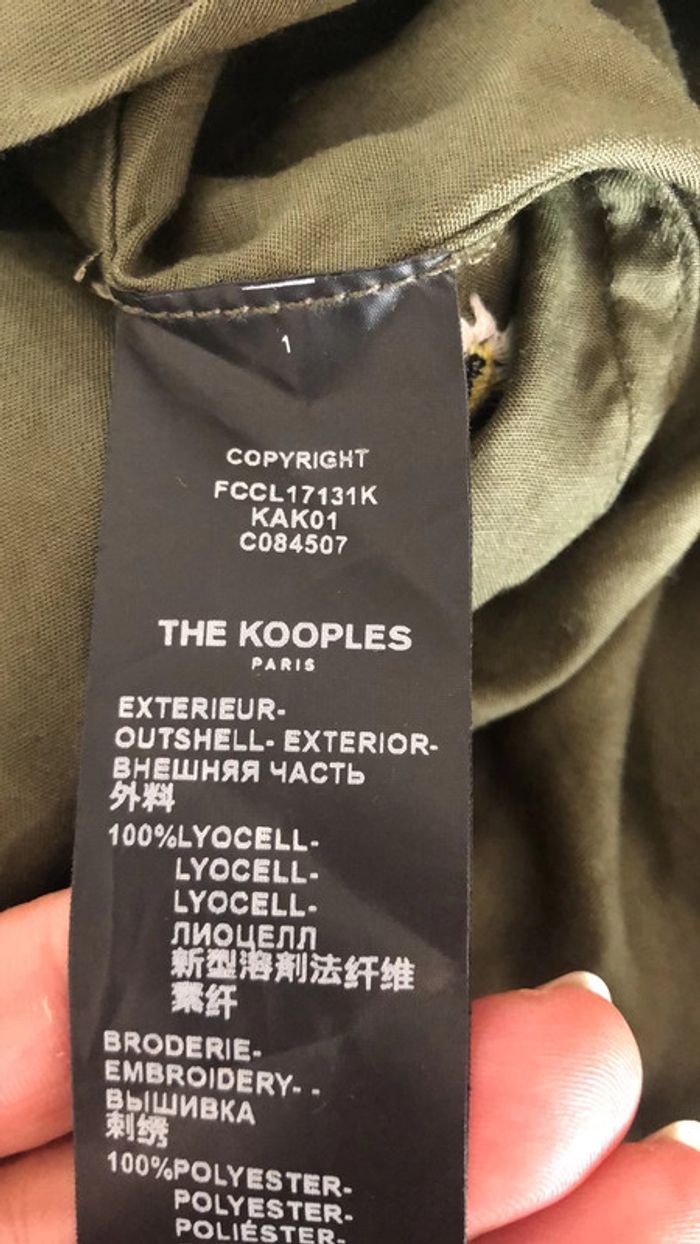 1
COPYRIGHT
FCCL17131K
KAK01
C084507
THE KOOPLES
PARIS
EXTERIEUR-
OUTSHELL- EXTERIOR-
ВНЕШНЯЯ ЧАСТЬ
外料
100%LYOCELL-
LYOCELL-
LYOCELL-
ЛИОЦЕЛЛ
新型溶剂法纤维
素纤
BRODERIE-
EMBROIDERY- -
ВЫШИВКА
刺绣
100%POLYESTER-
POLYESTER-
POLIÉSTER-